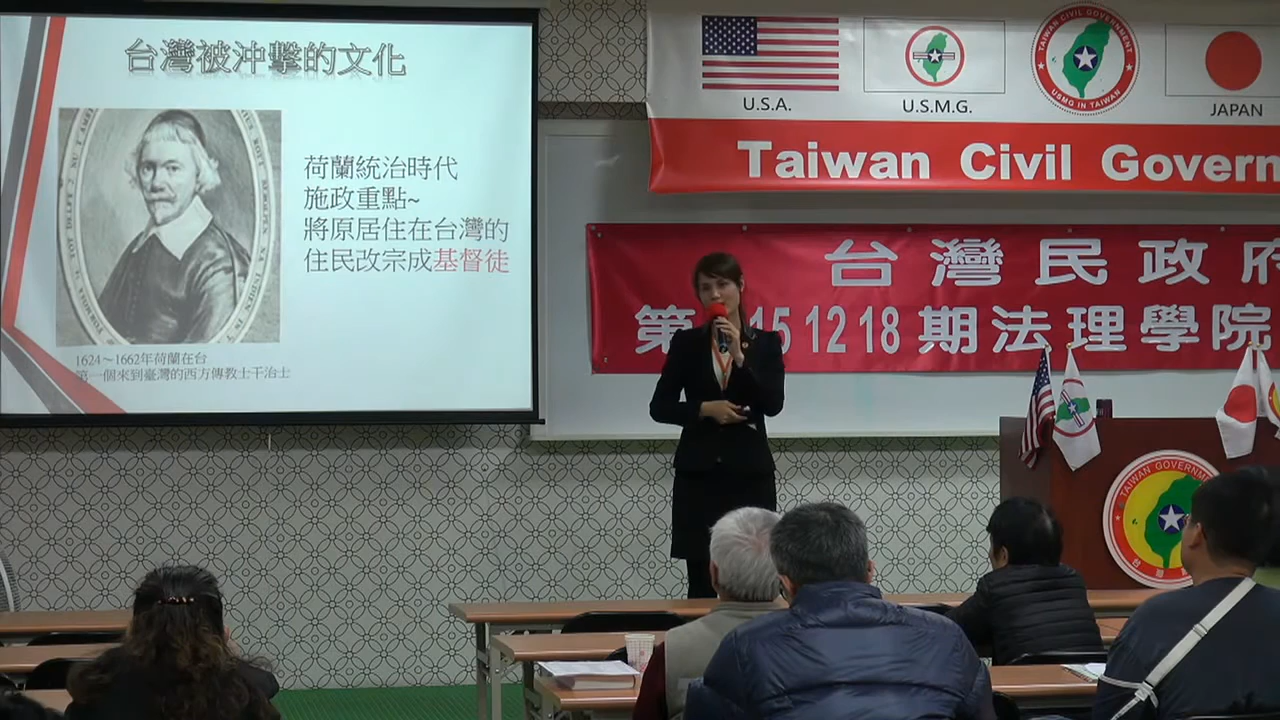 台灣被沖擊的文化
荷蘭統治時代
施政重點~
將原居住在台灣的
住民改宗成基督徒
1624～1662年荷蘭在台
第一個來到臺灣的西方傳教士干治士
U.S.A.
U.S.M.G.
TAIWAN CIVIL GOVERNMENT
USMG IN TAIWAN
JAPAN
Taiwan Civil Govern
台灣民政府
第 15 12 18 期法理學院
TAIWAN GOVERNMENT